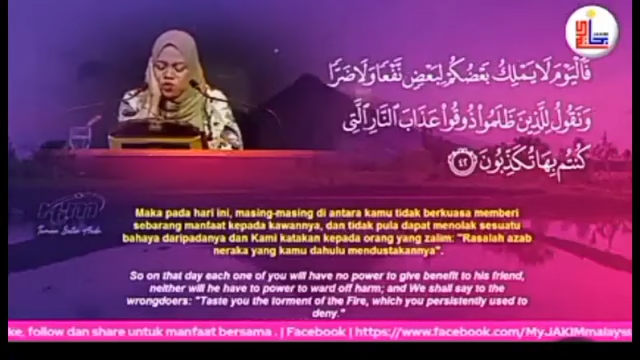 فَالْيَوْمَ لَا يَمْلِكُ بَعْضُكُمْ لِبَعْضٍ نَّفْعًا وَلَا ضَرًّا
وَنَقُولُ لِلَّذِينَ ظَلَمُوا ذُوقُوا عَذَابَ النَّارِ الَّتِي
كُنتُم بِهَا تُكَذِّبُونَ ٤٢
Maka pada hari ini, masing-masing di antara kamu tidak berkuasa memberi
sebarang manfaat kepada kawannya, dan tidak pula dapat menolak sesuatu
bahaya daripadanya dan Kami katakan kepada orang yang zalim: "Rasalah azab
neraka yang kamu dahulu mendustakannya".
So on that day each one of you will have no power to give benefit to his friend,
neither will he have to power to ward off harm; and We shall say to the
wrongdoers: "Taste you the torment of the Fire, which you persistently used to
deny."
ke, follow dan share untuk manfaat bersama . | Facebook | https://www.facebook.com/MyJAKIMmalays